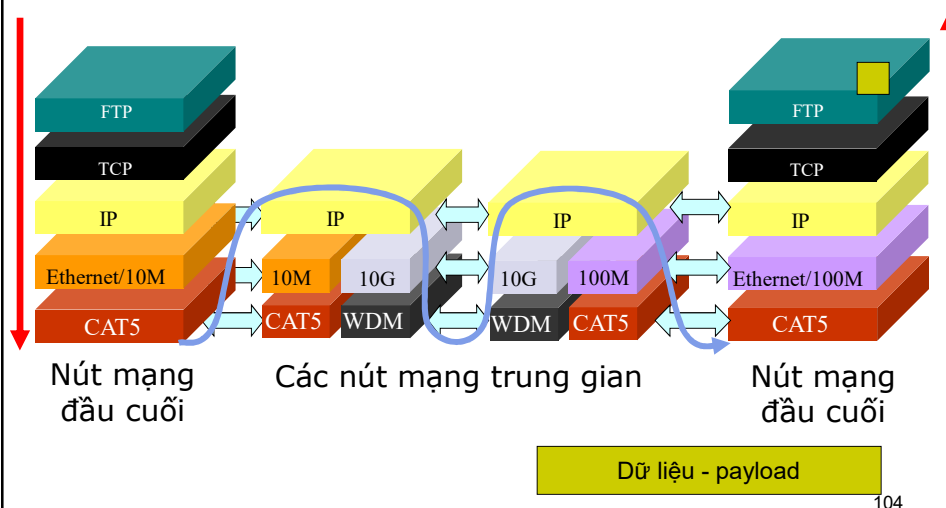 FTP
TCP
IP
Ethernet/10M
CAT5
IP
10M
10G
CAT5
WDM
IP
10G
100M
WDM
CAT5
FTP
TCP
IP
Ethernet/100M
CAT5
Nút mạng
đầu cuối
Các nút mạng trung gian
Nút mạng
đầu cuối
Dữ liệu - payload
104